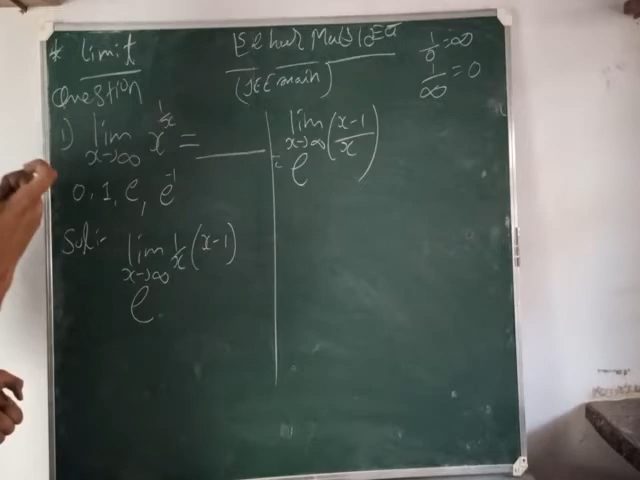 * Limit
Question
(JEE main)
1/0 = ∞
1/∞ = 0
1) lim x→∞ x^(1/x) = ____
0, 1, e, e^-1
Sol:- e^(lim x→∞ 1/x (x-1))
= e^(lim x→∞ ((x-1)/x))